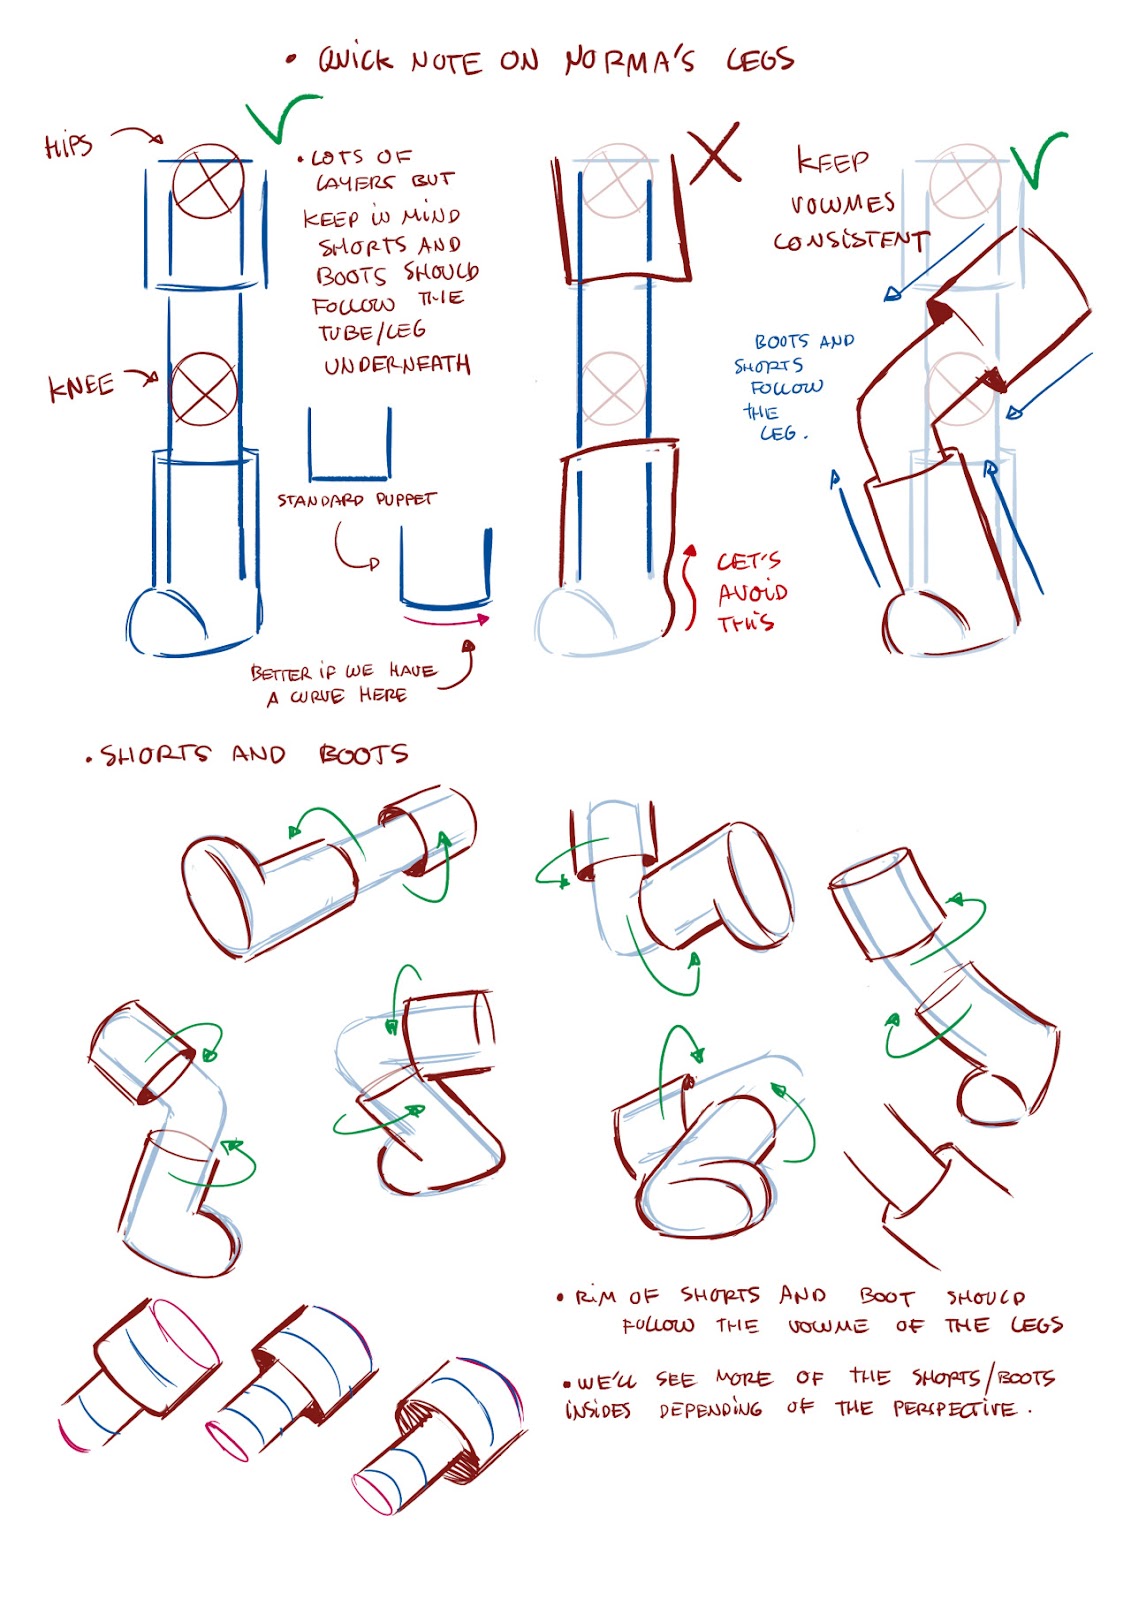 • QUICK NOTE ON NORMA'S LEGS
HIPS
• LOTS OF
LAYERS BUT
KEEP IN MIND
SHORTS AND
BOOTS SHOULD
FOLLOW THE
TUBE/LEG
UNDERNEATH
KNEE
STANDARD PUPPET
BETTER IF WE HAVE
A CURVE HERE
LET'S
AVOID
THIS
KEEP
VOLUMES
CONSISTENT
BOOTS AND
SHORTS
FOLLOW
THE
LEG.
• SHORTS AND BOOTS
• RIM OF SHORTS AND BOOT SHOULD
FOLLOW THE VOLUME OF THE LEGS
• WE'LL SEE MORE OF THE SHORTS/BOOTS
INSIDES DEPENDING OF THE PERSPECTIVE.